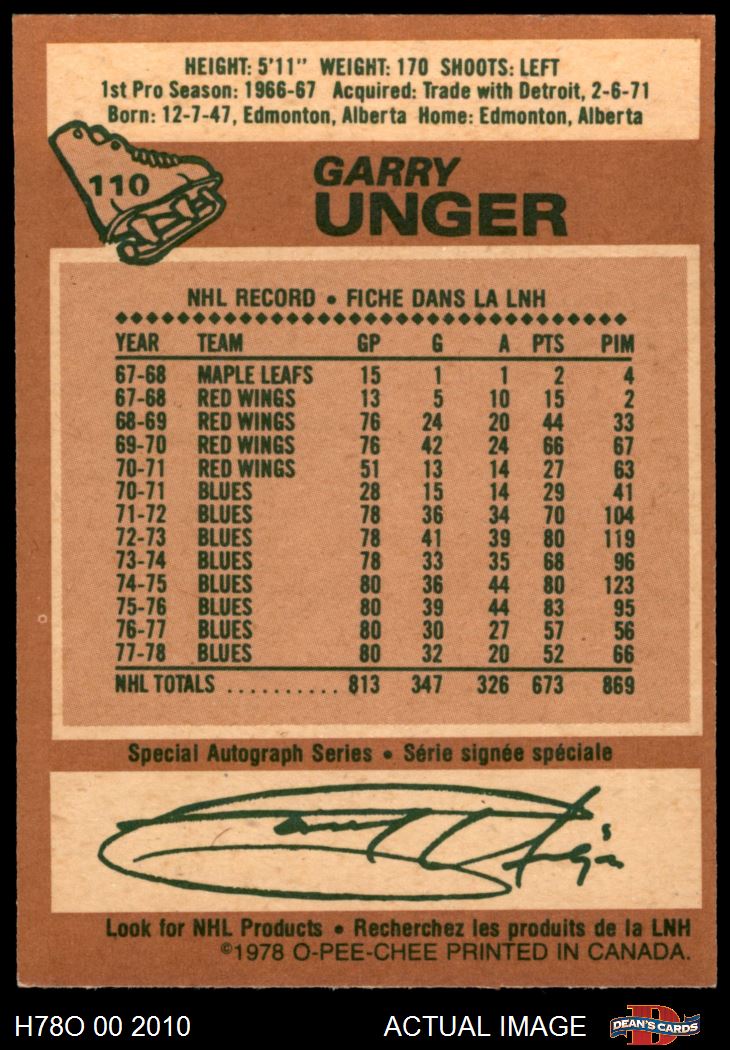 HEIGHT: 5'11" WEIGHT: 170 SHOOTS: LEFT
1st Pro Season: 1966-67 Acquired: Trade with Detroit, 2-6-71
Born: 12-7-47, Edmonton, Alberta Home: Edmonton, Alberta
110
GARRY
UNGER
NHL RECORD • FICHE DANS LA LNH
YEAR TEAM GP G A PTS PIM
67-68 MAPLE LEAFS 15 1 1 2 4
67-68 RED WINGS 13 5 10 15 2
68-69 RED WINGS 76 24 20 44 33
69-70 RED WINGS 76 42 24 66 67
70-71 RED WINGS 51 13 14 27 63
70-71 BLUES 28 15 14 29 41
71-72 BLUES 78 36 34 70 104
72-73 BLUES 78 41 39 80 119
73-74 BLUES 78 33 35 68 96
74-75 BLUES 80 36 44 80 123
75-76 BLUES 80 39 44 83 95
76-77 BLUES 80 30 27 57 56
77-78 BLUES 80 32 20 52 66
NHL TOTALS .......... 813 347 326 673 869
Special Autograph Series • Série signée spéciale
Garry Unger
Look for NHL Products • Recherchez les produits de la LNH
©1978 O-PEE-CHEE PRINTED IN CANADA.
H78O 00 2010 ACTUAL IMAGE DEAN'S CARDS